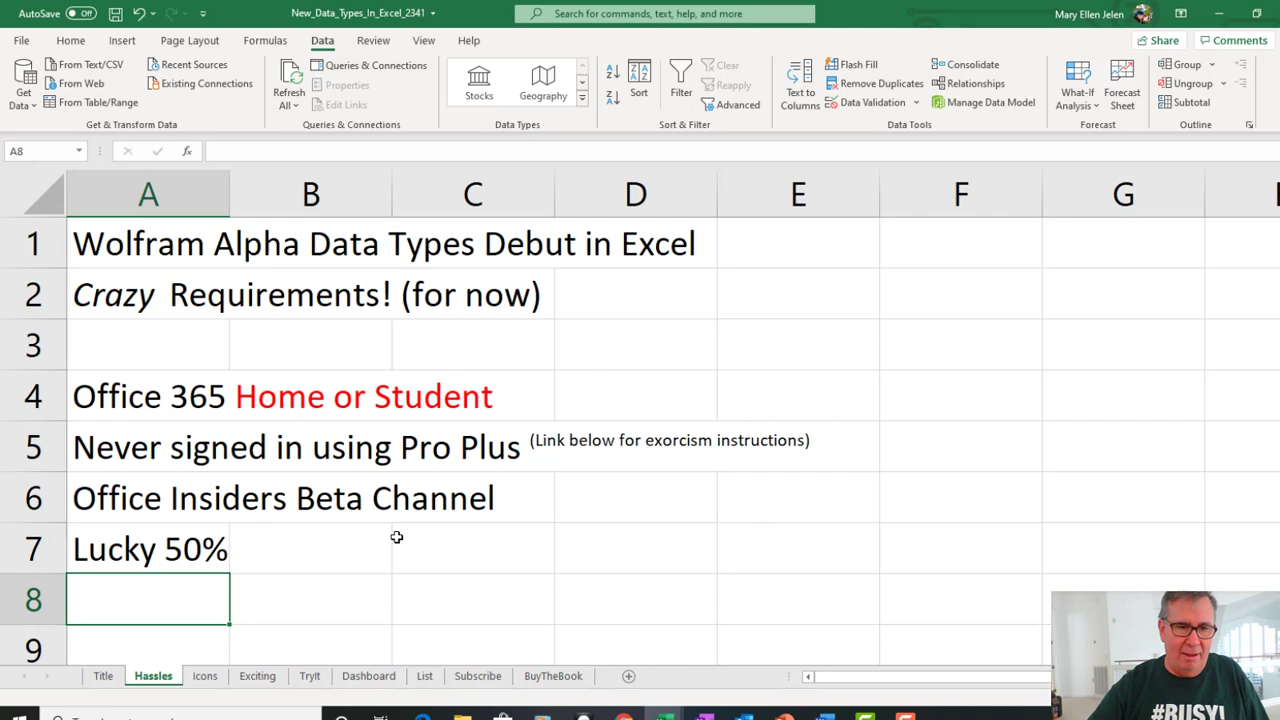 AutoSave Off New_Data_Types_In_Excel_2341 Search for commands, text, help, and more Mary Ellen Jelen
File Home Insert Page Layout Formulas Data Review View Help Share Comments
Get Data From Text/CSV Recent Sources Refresh All Queries & Connections Stocks Geography Sort Filter Clear Text to Columns Flash Fill Consolidate What-If Analysis Forecast Sheet Group
From Web Existing Connections Properties Reapply Remove Duplicates Relationships Ungroup
From Table/Range Edit Links Advanced Data Validation Manage Data Model Subtotal
Get & Transform Data Queries & Connections Data Types Sort & Filter Data Tools Forecast Outline
A8 fx
A B C D E F G
1 Wolfram Alpha Data Types Debut in Excel
2 Crazy Requirements! (for now)
3
4 Office 365 Home or Student
5 Never signed in using Pro Plus (Link below for exorcism instructions)
6 Office Insiders Beta Channel
7 Lucky 50%
8
9
Title Hassles Icons Exciting TryIt Dashboard List Subscribe BuyTheBook
#BUSY!